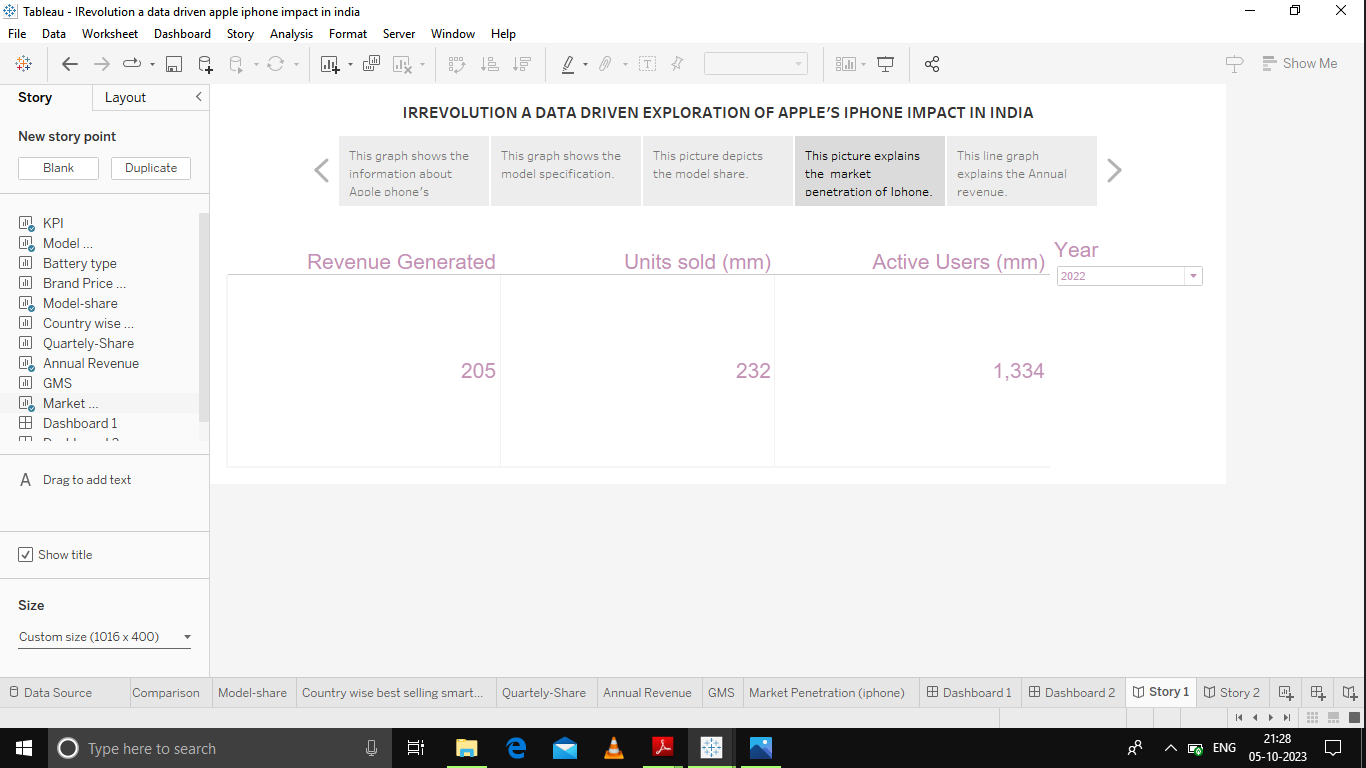 Tableau - IRevolution a data driven apple iphone impact in india
File Data Worksheet Dashboard Story Analysis Format Server Window Help
Show Me
Story Layout
New story point
Blank Duplicate
KPI
Model ...
Battery type
Brand Price ...
Model-share
Country wise ...
Quartely-Share
Annual Revenue
GMS
Market ...
Dashboard 1
A Drag to add text
Show title
Size
Custom size (1016 x 400)
IRREVOLUTION A DATA DRIVEN EXPLORATION OF APPLE'S IPHONE IMPACT IN INDIA
This graph shows the
information about
Apple phone's
This graph shows the
model specification.
This picture depicts
the model share.
This picture explains
the market
penetration of Iphone.
This line graph
explains the Annual
revenue.
Revenue Generated Units sold (mm) Active Users (mm)
Year
2022
205 232 1,334
Data Source Comparison Model-share Country wise best selling smart... Quartely-Share Annual Revenue GMS Market Penetration (iphone) Dashboard 1 Dashboard 2 Story 1 Story 2
Type here to search
ENG
21:28
05-10-2023